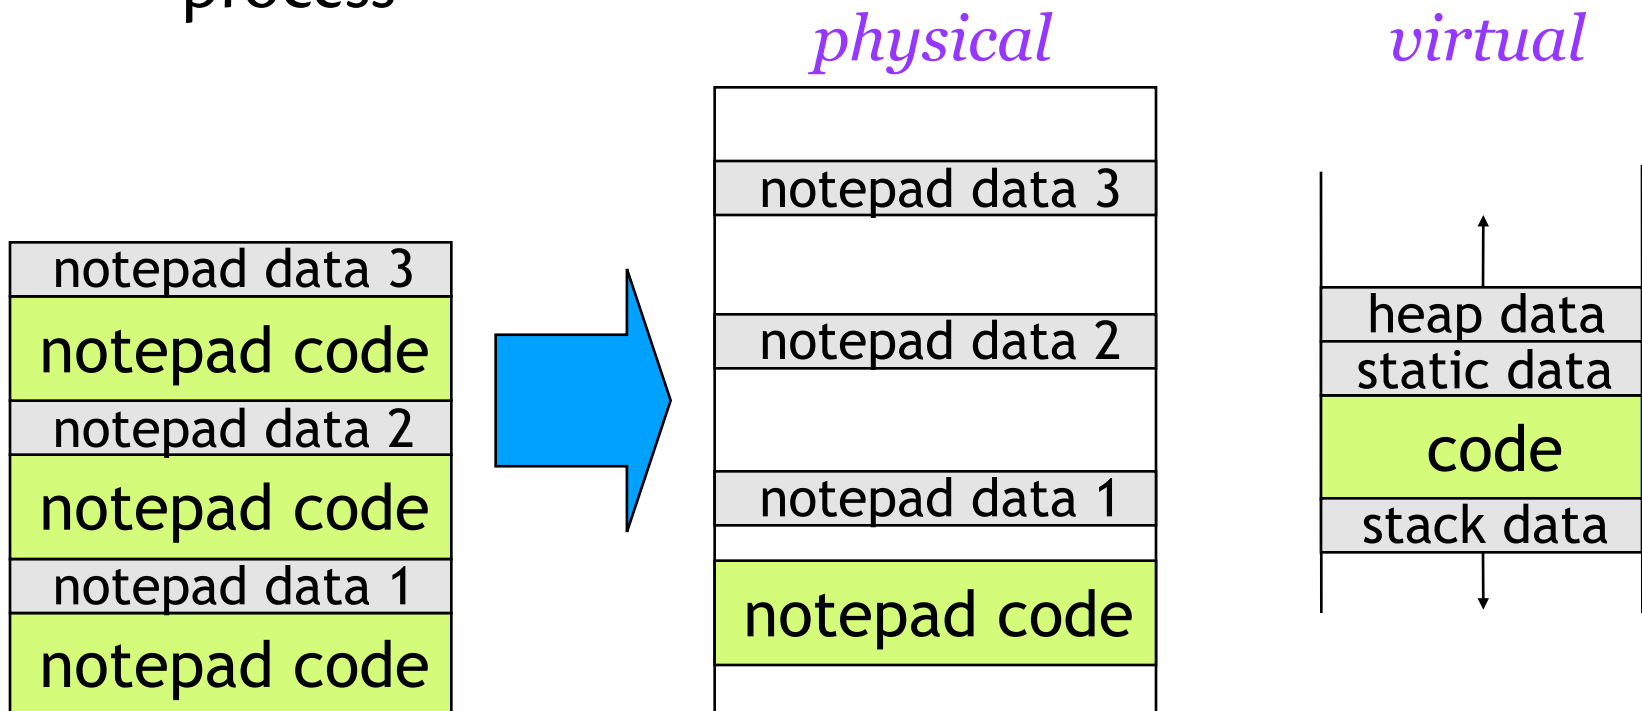 process
physical
virtual
notepad data 3
notepad code
notepad data 2
notepad code
notepad data 1
notepad code
notepad data 3
notepad data 2
notepad data 1
notepad code
heap data
static data
code
stack data